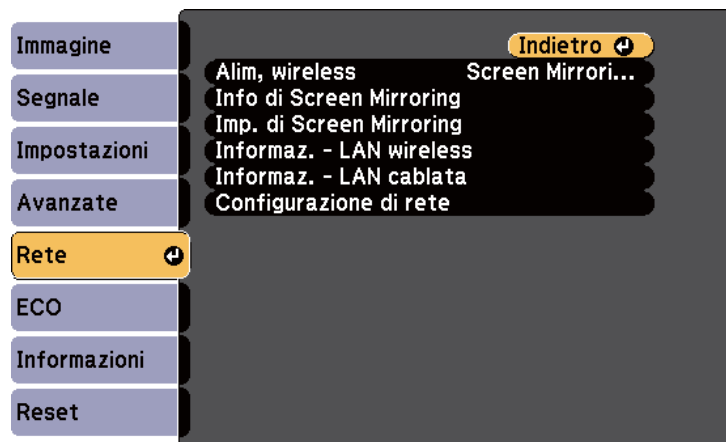 Immagine
Segnale
Impostazioni
Avanzate
Rete
ECO
Informazioni
Reset
Indietro
Alim, wireless Screen Mirrori...
Info di Screen Mirroring
Imp. di Screen Mirroring
Informaz. - LAN wireless
Informaz. - LAN cablata
Configurazione di rete